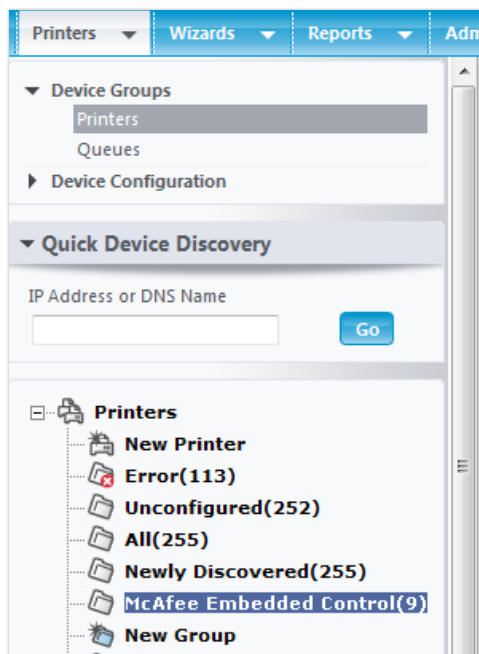 Printers Wizards Reports Adm
Device Groups
Printers
Queues
Device Configuration
Quick Device Discovery
IP Address or DNS Name
Go
Printers
New Printer
Error(113)
Unconfigured(252)
All(255)
Newly Discovered(255)
McAfee Embedded Control(9)
New Group